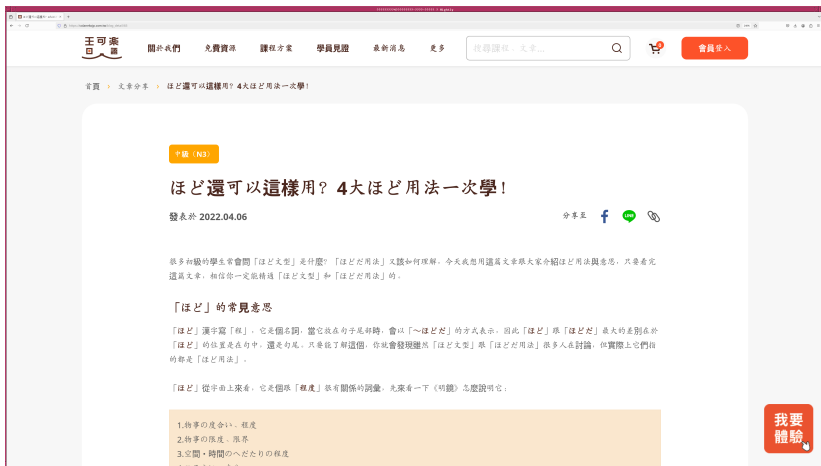 王可楽
日語
關於我們
免費資源
課程方案
學員見證
最新消息
更多
搜尋課程、文章...
會員登入
首頁 › 文章分享 › ほど還可以這樣用？4大ほど用法一次學！
中級（N3）
ほど還可以這樣用？4大ほど用法一次學！
發表於 2022.04.06
分享至
LINE
很多初級的學生常會問「ほど文型」是什麼？「ほどだ用法」又該如何理解，今天我想用這篇文章跟大家介紹ほど用法與意思，只要看完
這篇文章，相信你一定能精通「ほど文型」和「ほどだ用法」的。
「ほど」的常見意思
「ほど」漢字寫「程」，它是個名詞，當它放在句子尾部時，會以「～ほどだ」的方式表示，因此「ほど」跟「ほどだ」最大的差別在於
「ほど」的位置是在句中，還是句尾，只要能了解這個，你就會發現雖然「ほど文型」跟「ほどだ用法」很多人在討論，但實際上它們指
的都是「ほど用法」。
「ほど」從字面上來看，它是個跟「程度」很有關係的詞彙，先來看一下《明鏡》怎麼說明它：
1.物事の度合い、程度
2.物事の限度、限界
3.空間・時間のへだたりの程度
我要
體驗